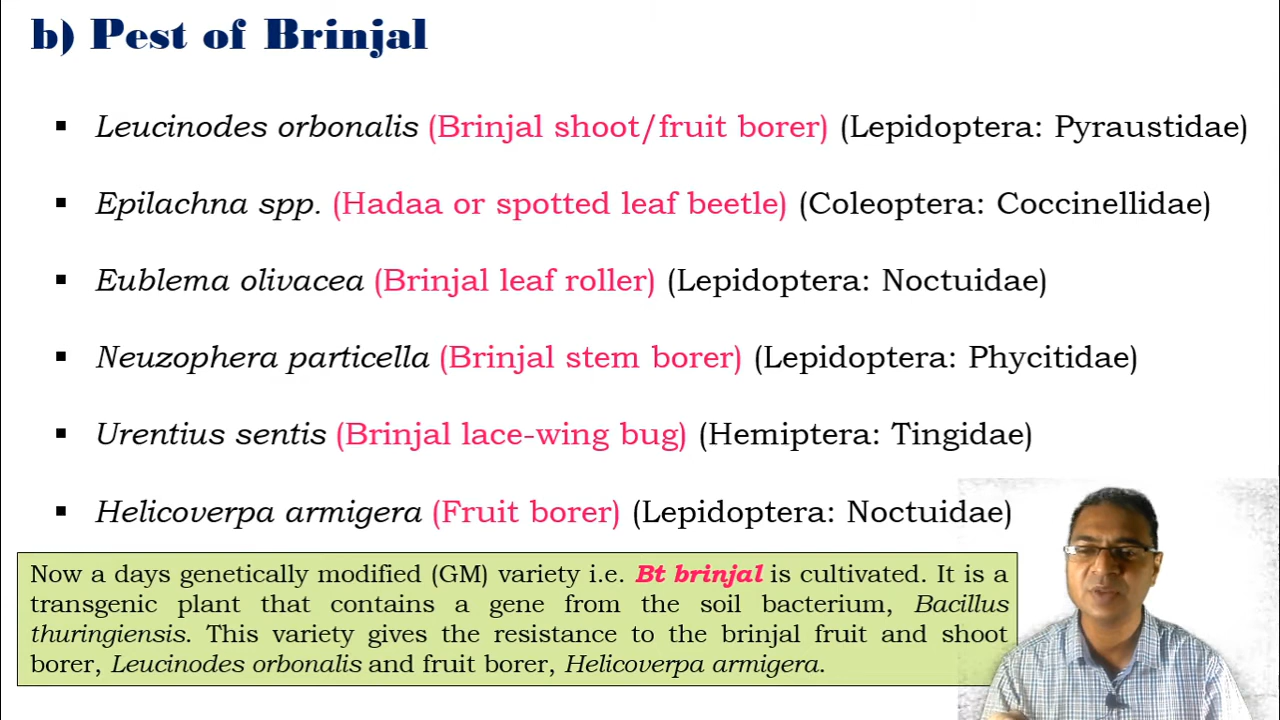 b) Pest of Brinjal
▪ Leucinodes orbonalis (Brinjal shoot/fruit borer) (Lepidoptera: Pyraustidae)
▪ Epilachna spp. (Hadaa or spotted leaf beetle) (Coleoptera: Coccinellidae)
▪ Eublema olivacea (Brinjal leaf roller) (Lepidoptera: Noctuidae)
▪ Neuzophera particella (Brinjal stem borer) (Lepidoptera: Phycitidae)
▪ Urentius sentis (Brinjal lace-wing bug) (Hemiptera: Tingidae)
▪ Helicoverpa armigera (Fruit borer) (Lepidoptera: Noctuidae)
Now a days genetically modified (GM) variety i.e. Bt brinjal is cultivated. It is a
transgenic plant that contains a gene from the soil bacterium, Bacillus
thuringiensis. This variety gives the resistance to the brinjal fruit and shoot
borer, Leucinodes orbonalis and fruit borer, Helicoverpa armigera.